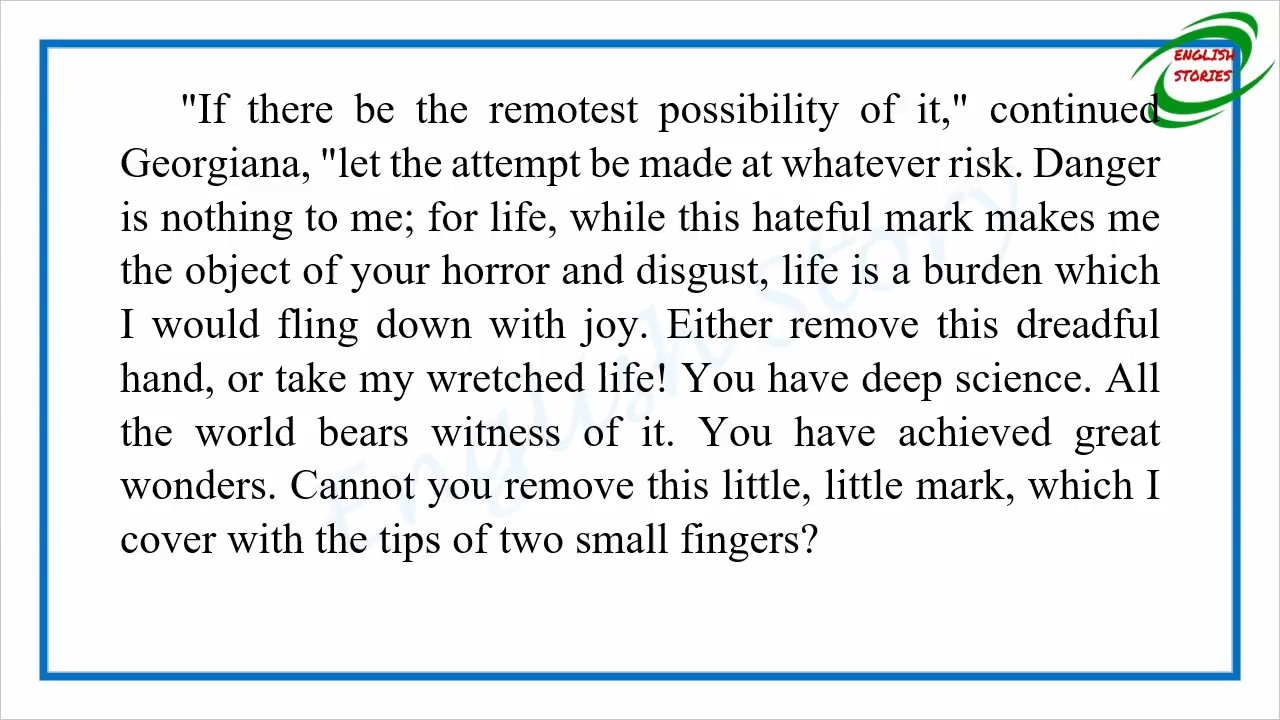 ENGLISH
STORIES
"If there be the remotest possibility of it," continued
Georgiana, "let the attempt be made at whatever risk. Danger
is nothing to me; for life, while this hateful mark makes me
the object of your horror and disgust, life is a burden which
I would fling down with joy. Either remove this dreadful
hand, or take my wretched life! You have deep science. All
the world bears witness of it. You have achieved great
wonders. Cannot you remove this little, little mark, which I
cover with the tips of two small fingers?
English Story